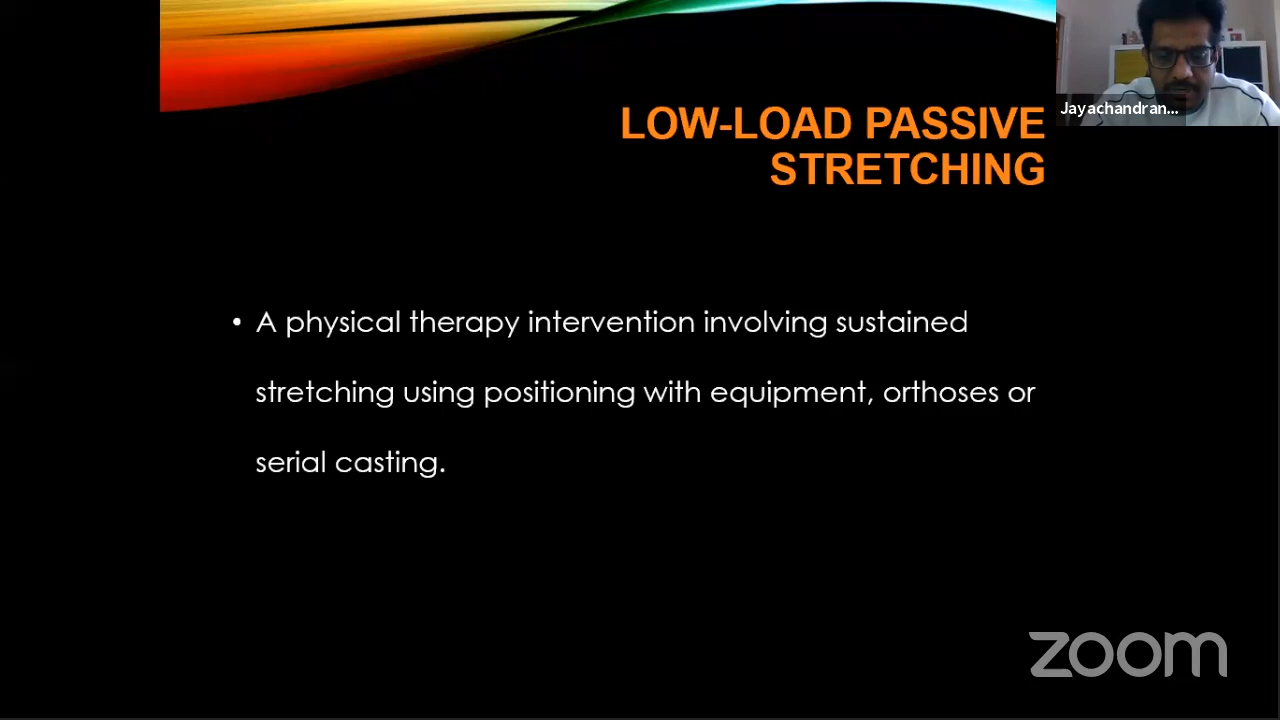 Jayachandran...
LOW-LOAD PASSIVE
STRETCHING
• A physical therapy intervention involving sustained
stretching using positioning with equipment, orthoses or
serial casting.
zoom